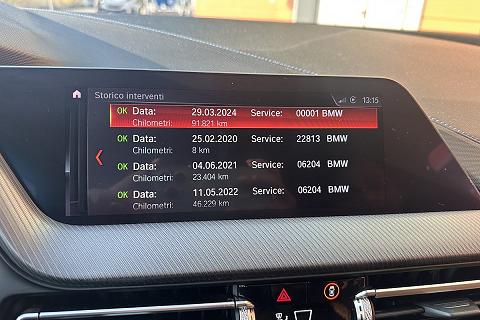 Storico interventi
13:15
OK Data: 29.03.2024 Service: 00001 BMW
Chilometri: 91.821 km
OK Data: 25.02.2020 Service: 22813 BMW
Chilometri: 8 km
OK Data: 04.06.2021 Service: 06204 BMW
Chilometri: 23.404 km
OK Data: 11.05.2022 Service: 06204 BMW
Chilometri: 46.229 km